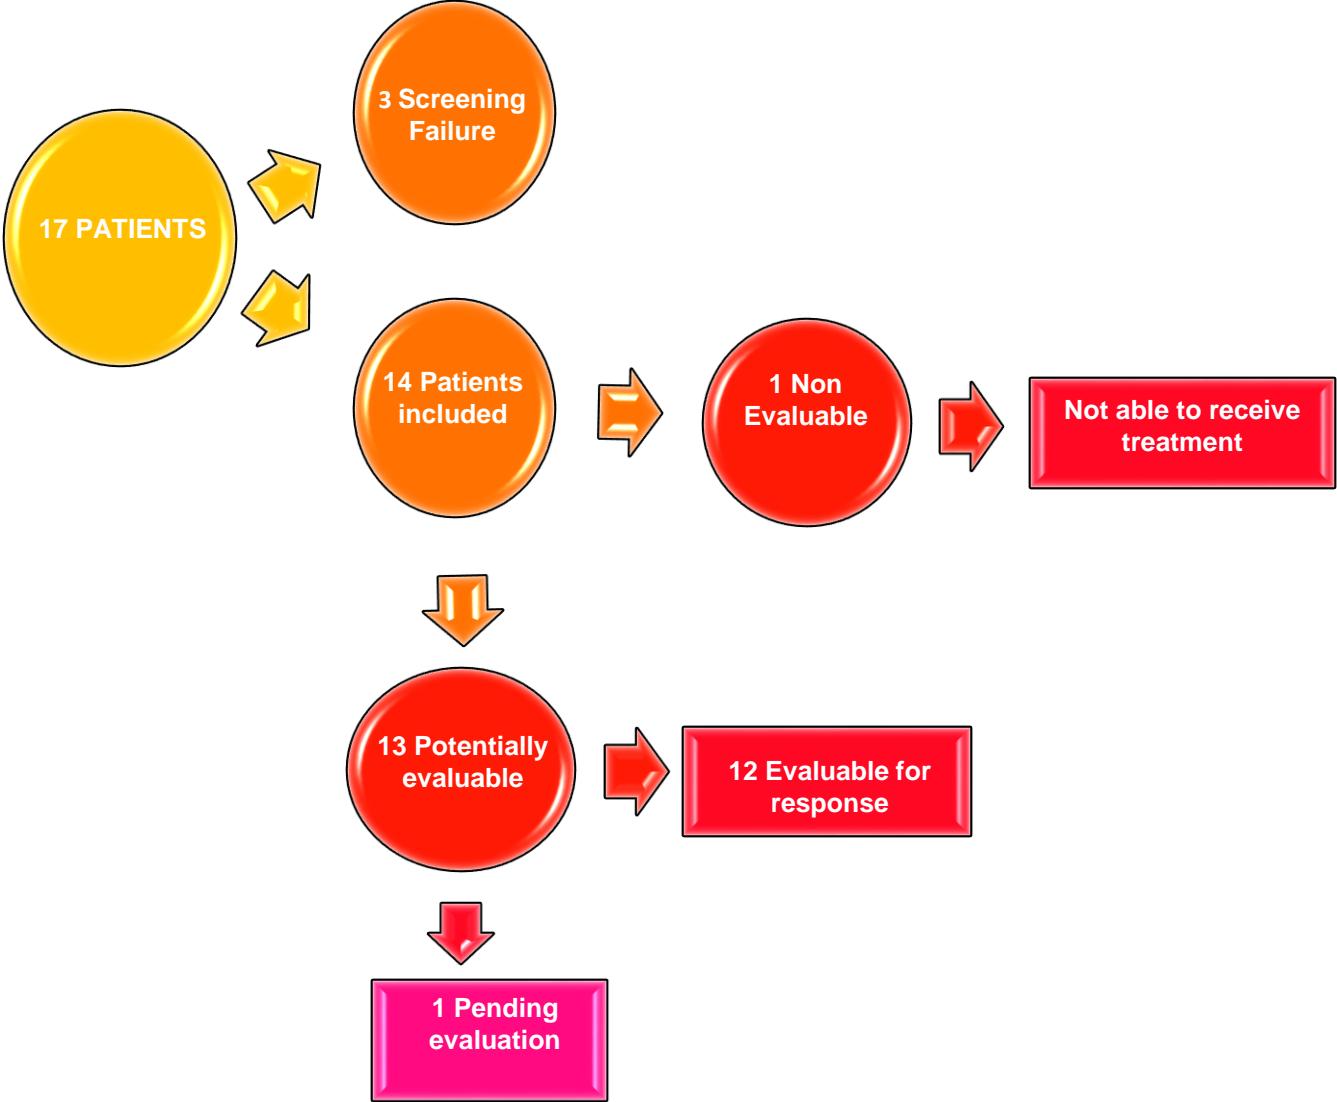 3 Screening
Failure
17 PATIENTS
14 Patients
included
1 Non
Evaluable
Not able to receive
treatment
13 Potentially
evaluable
12 Evaluable for
response
1 Pending
evaluation